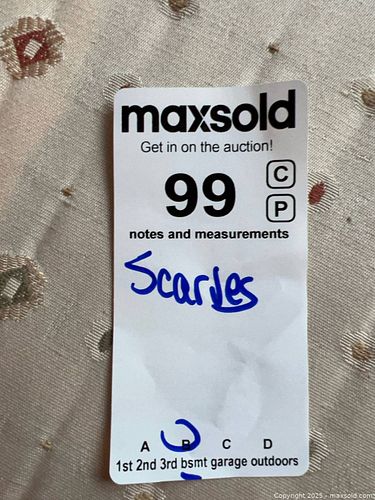 maxsold
Get in on the auction!
99
C
P
notes and measurements
Scarves
A B C D
1st 2nd 3rd bsmt garage outdoors
Copyright 2025 - maxsold.com